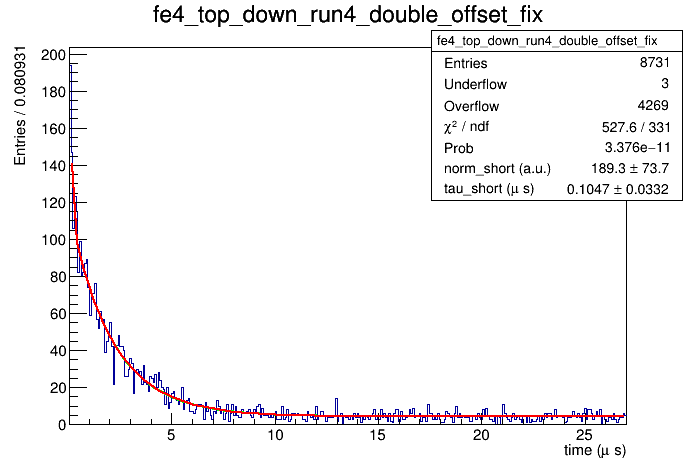 fe4_top_down_run4_double_offset_fix
fe4_top_down_run4_double_offset_fix
Entries 8731
Underflow 3
Overflow 4269
χ² / ndf 527.6 / 331
Prob 3.376e−11
norm_short (a.u.) 189.3 ± 73.7
tau_short (μ s) 0.1047 ± 0.0332
Entries / 0.080931
200
180
160
140
120
100
80
60
40
20
0
5 10 15 20 25
time (μ s)